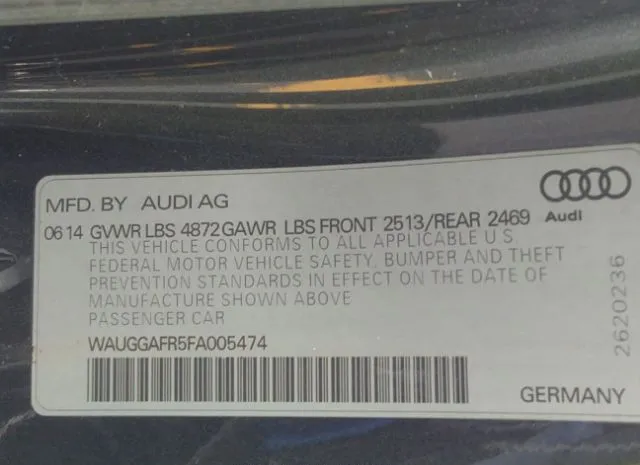 MFD. BY AUDI AG
Audi
06 14 GVWR LBS 4872 GAWR LBS FRONT 2513/REAR 2469
THIS VEHICLE CONFORMS TO ALL APPLICABLE U.S
FEDERAL MOTOR VEHICLE SAFETY, BUMPER AND THEFT
PREVENTION STANDARDS IN EFFECT ON THE DATE OF
MANUFACTURE SHOWN ABOVE
PASSENGER CAR
WAUGGAFR5FA005474
GERMANY
2620236